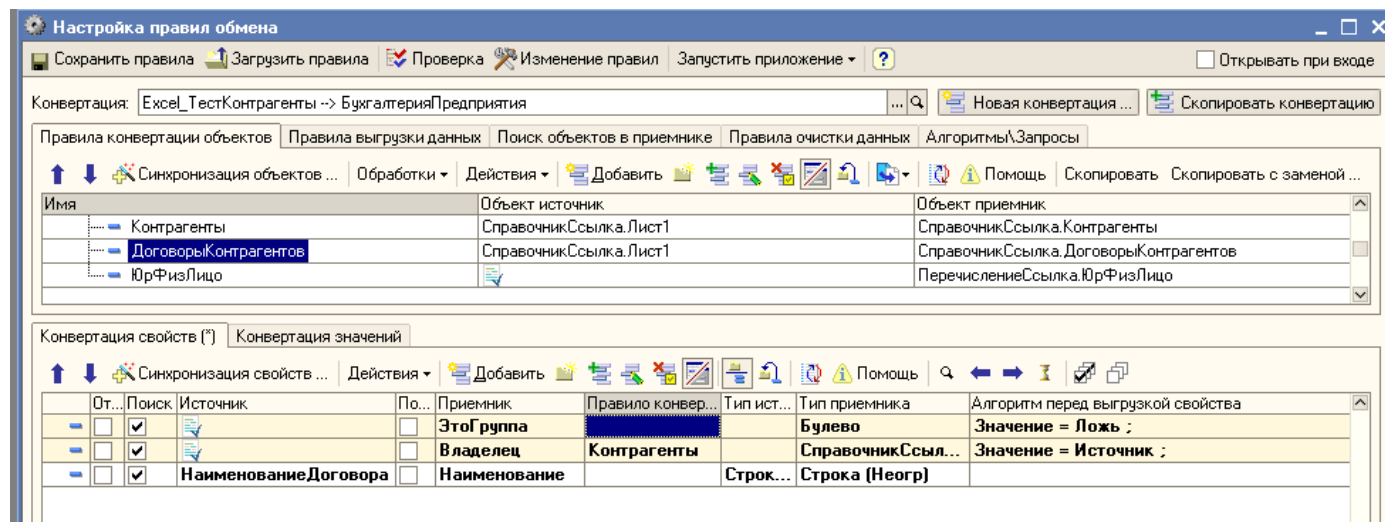 Настройка правил обмена
Сохранить правила Загрузить правила Проверка Изменение правил Запустить приложение ? Открывать при входе
Конвертация: Excel_ТестКонтрагенты --> БухгалтерияПредприятия ... Новая конвертация ... Скопировать конвертацию
Правила конвертации объектов Правила выгрузки данных Поиск объектов в приемнике Правила очистки данных Алгоритмы\Запросы
Синхронизация объектов ... Обработки Действия Добавить Помощь Скопировать Скопировать с заменой ...
Имя Объект источник Объект приемник
Контрагенты СправочникСсылка.Лист1 СправочникСсылка.Контрагенты
ДоговорыКонтрагентов СправочникСсылка.Лист1 СправочникСсылка.ДоговорыКонтрагентов
ЮрФизЛицо ПеречислениеСсылка.ЮрФизЛицо
Конвертация свойств (*) Конвертация значений
Синхронизация свойств ... Действия Добавить Помощь
От... Поиск Источник По... Приемник Правило конвер... Тип ист... Тип приемника Алгоритм перед выгрузкой свойства
ЭтоГруппа Булево Значение = Ложь ;
Владелец Контрагенты СправочникСсыл... Значение = Источник ;
НаименованиеДоговора Наименование Строк... Строка (Неогр)